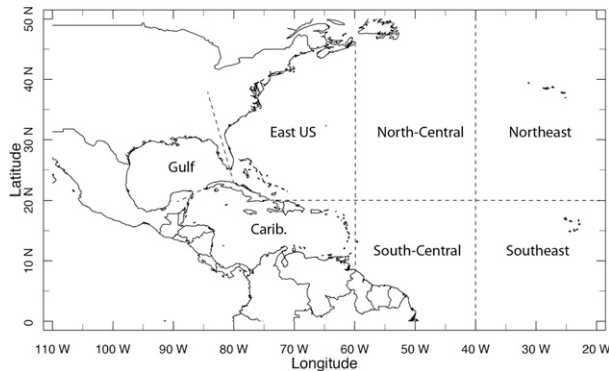 50 N
40 N
30 N
20 N
10 N
0
Latitude
East US
North-Central
Northeast
Gulf
Carib.
South-Central
Southeast
110 W
100 W
90 W
80 W
70 W
60 W
50 W
40 W
30 W
20 W
Longitude